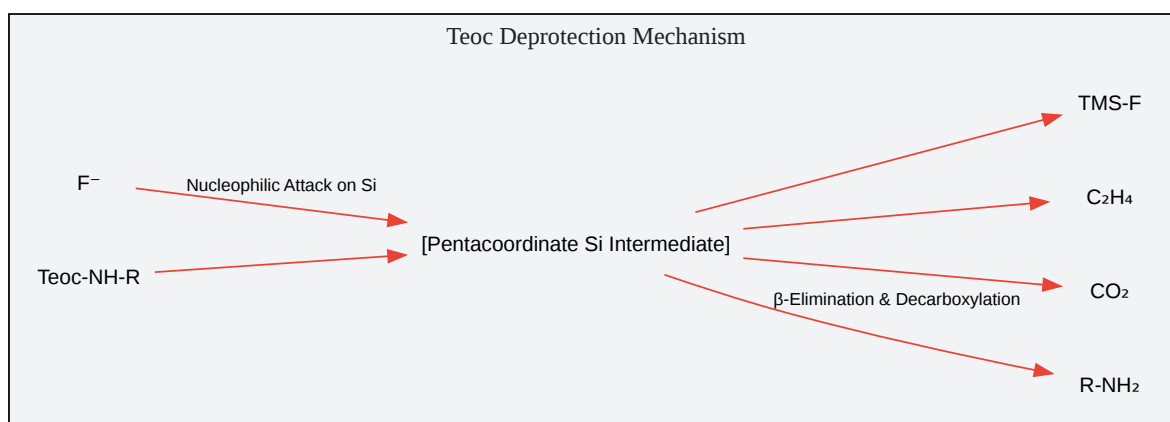 Teoc Deprotection Mechanism
TMS-F
F⁻
Nucleophilic Attack on Si
C₂H₄
[Pentacoordinate Si Intermediate]
Teoc-NH-R
β-Elimination & Decarboxylation
CO₂
R-NH₂